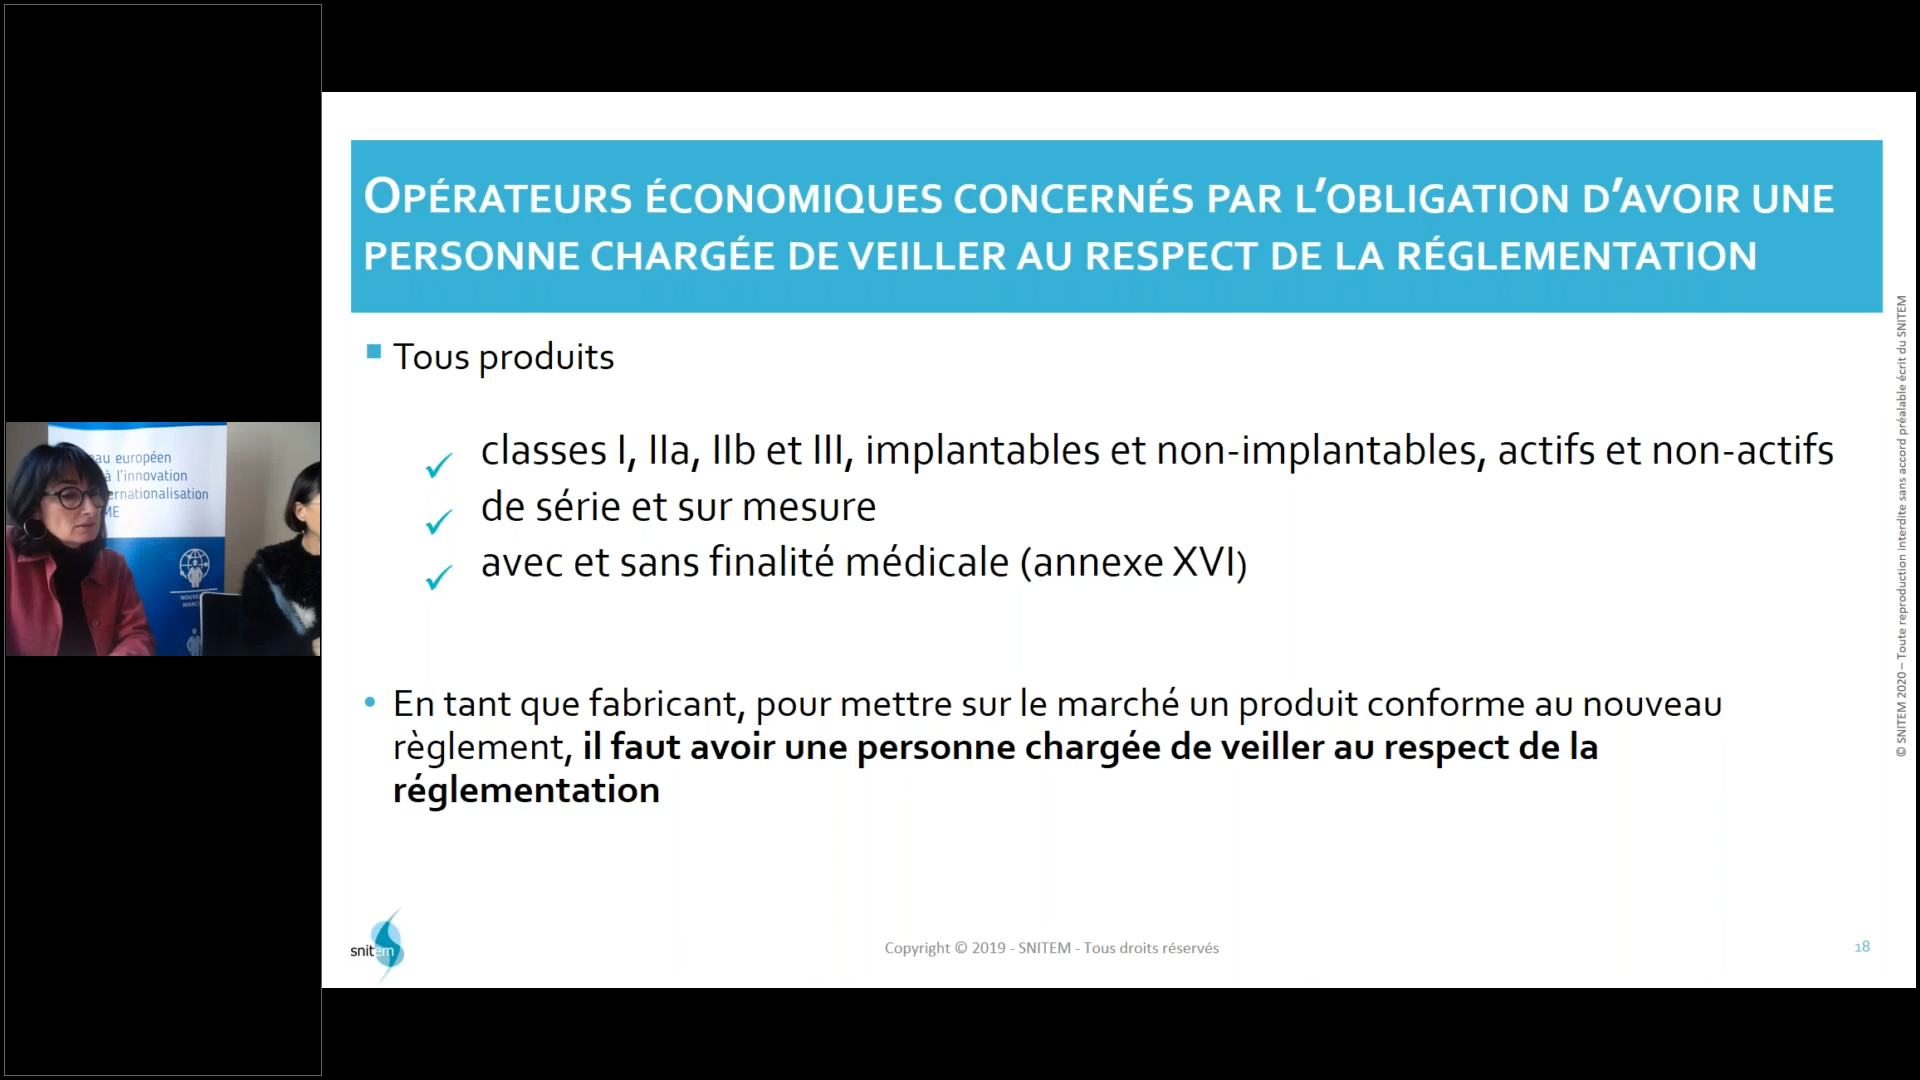 OPÉRATEURS ÉCONOMIQUES CONCERNÉS PAR L'OBLIGATION D'AVOIR UNE
PERSONNE CHARGÉE DE VEILLER AU RESPECT DE LA RÉGLEMENTATION
Tous produits
classes I, IIa, IIb et III, implantables et non-implantables, actifs et non-actifs
de série et sur mesure
avec et sans finalité médicale (annexe XVI)
En tant que fabricant, pour mettre sur le marché un produit conforme au nouveau
règlement, il faut avoir une personne chargée de veiller au respect de la
réglementation
snitem
Copyright © 2019 - SNITEM - Tous droits réservés
18
© SNITEM 2020 – Toute reproduction interdite sans accord préalable écrit du SNITEM
européen
à l'innovation